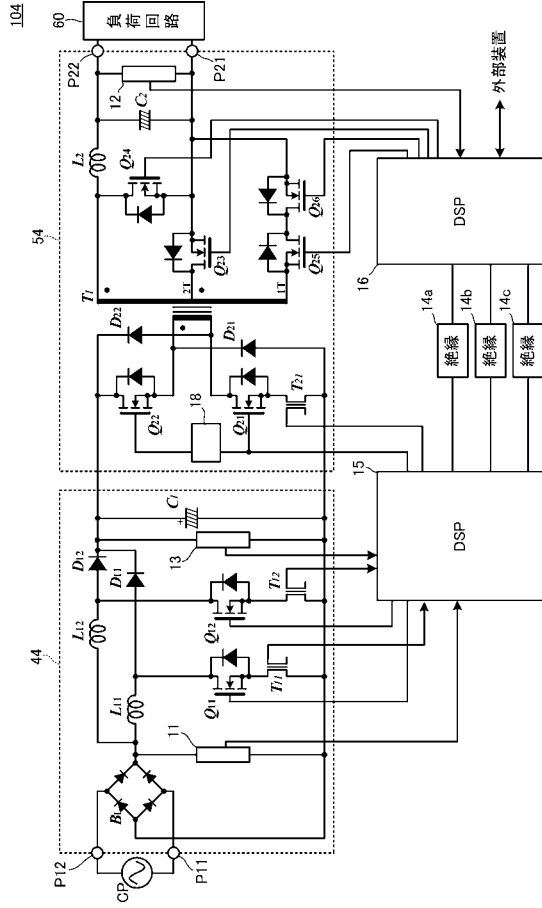 104
44
54
60
負荷回路
P12
P11
CP
B1
11
L12
L11
D12
D11
Q12
Q11
T12
T11
13
C1
+
D22
D21
Q22
Q21
18
T21
T1
2T
1T
Q24
Q23
Q26
Q25
L2
C2
12
P22
P21
15
DSP
14a
絶縁
14b
絶縁
14c
絶縁
16
DSP
外部装置